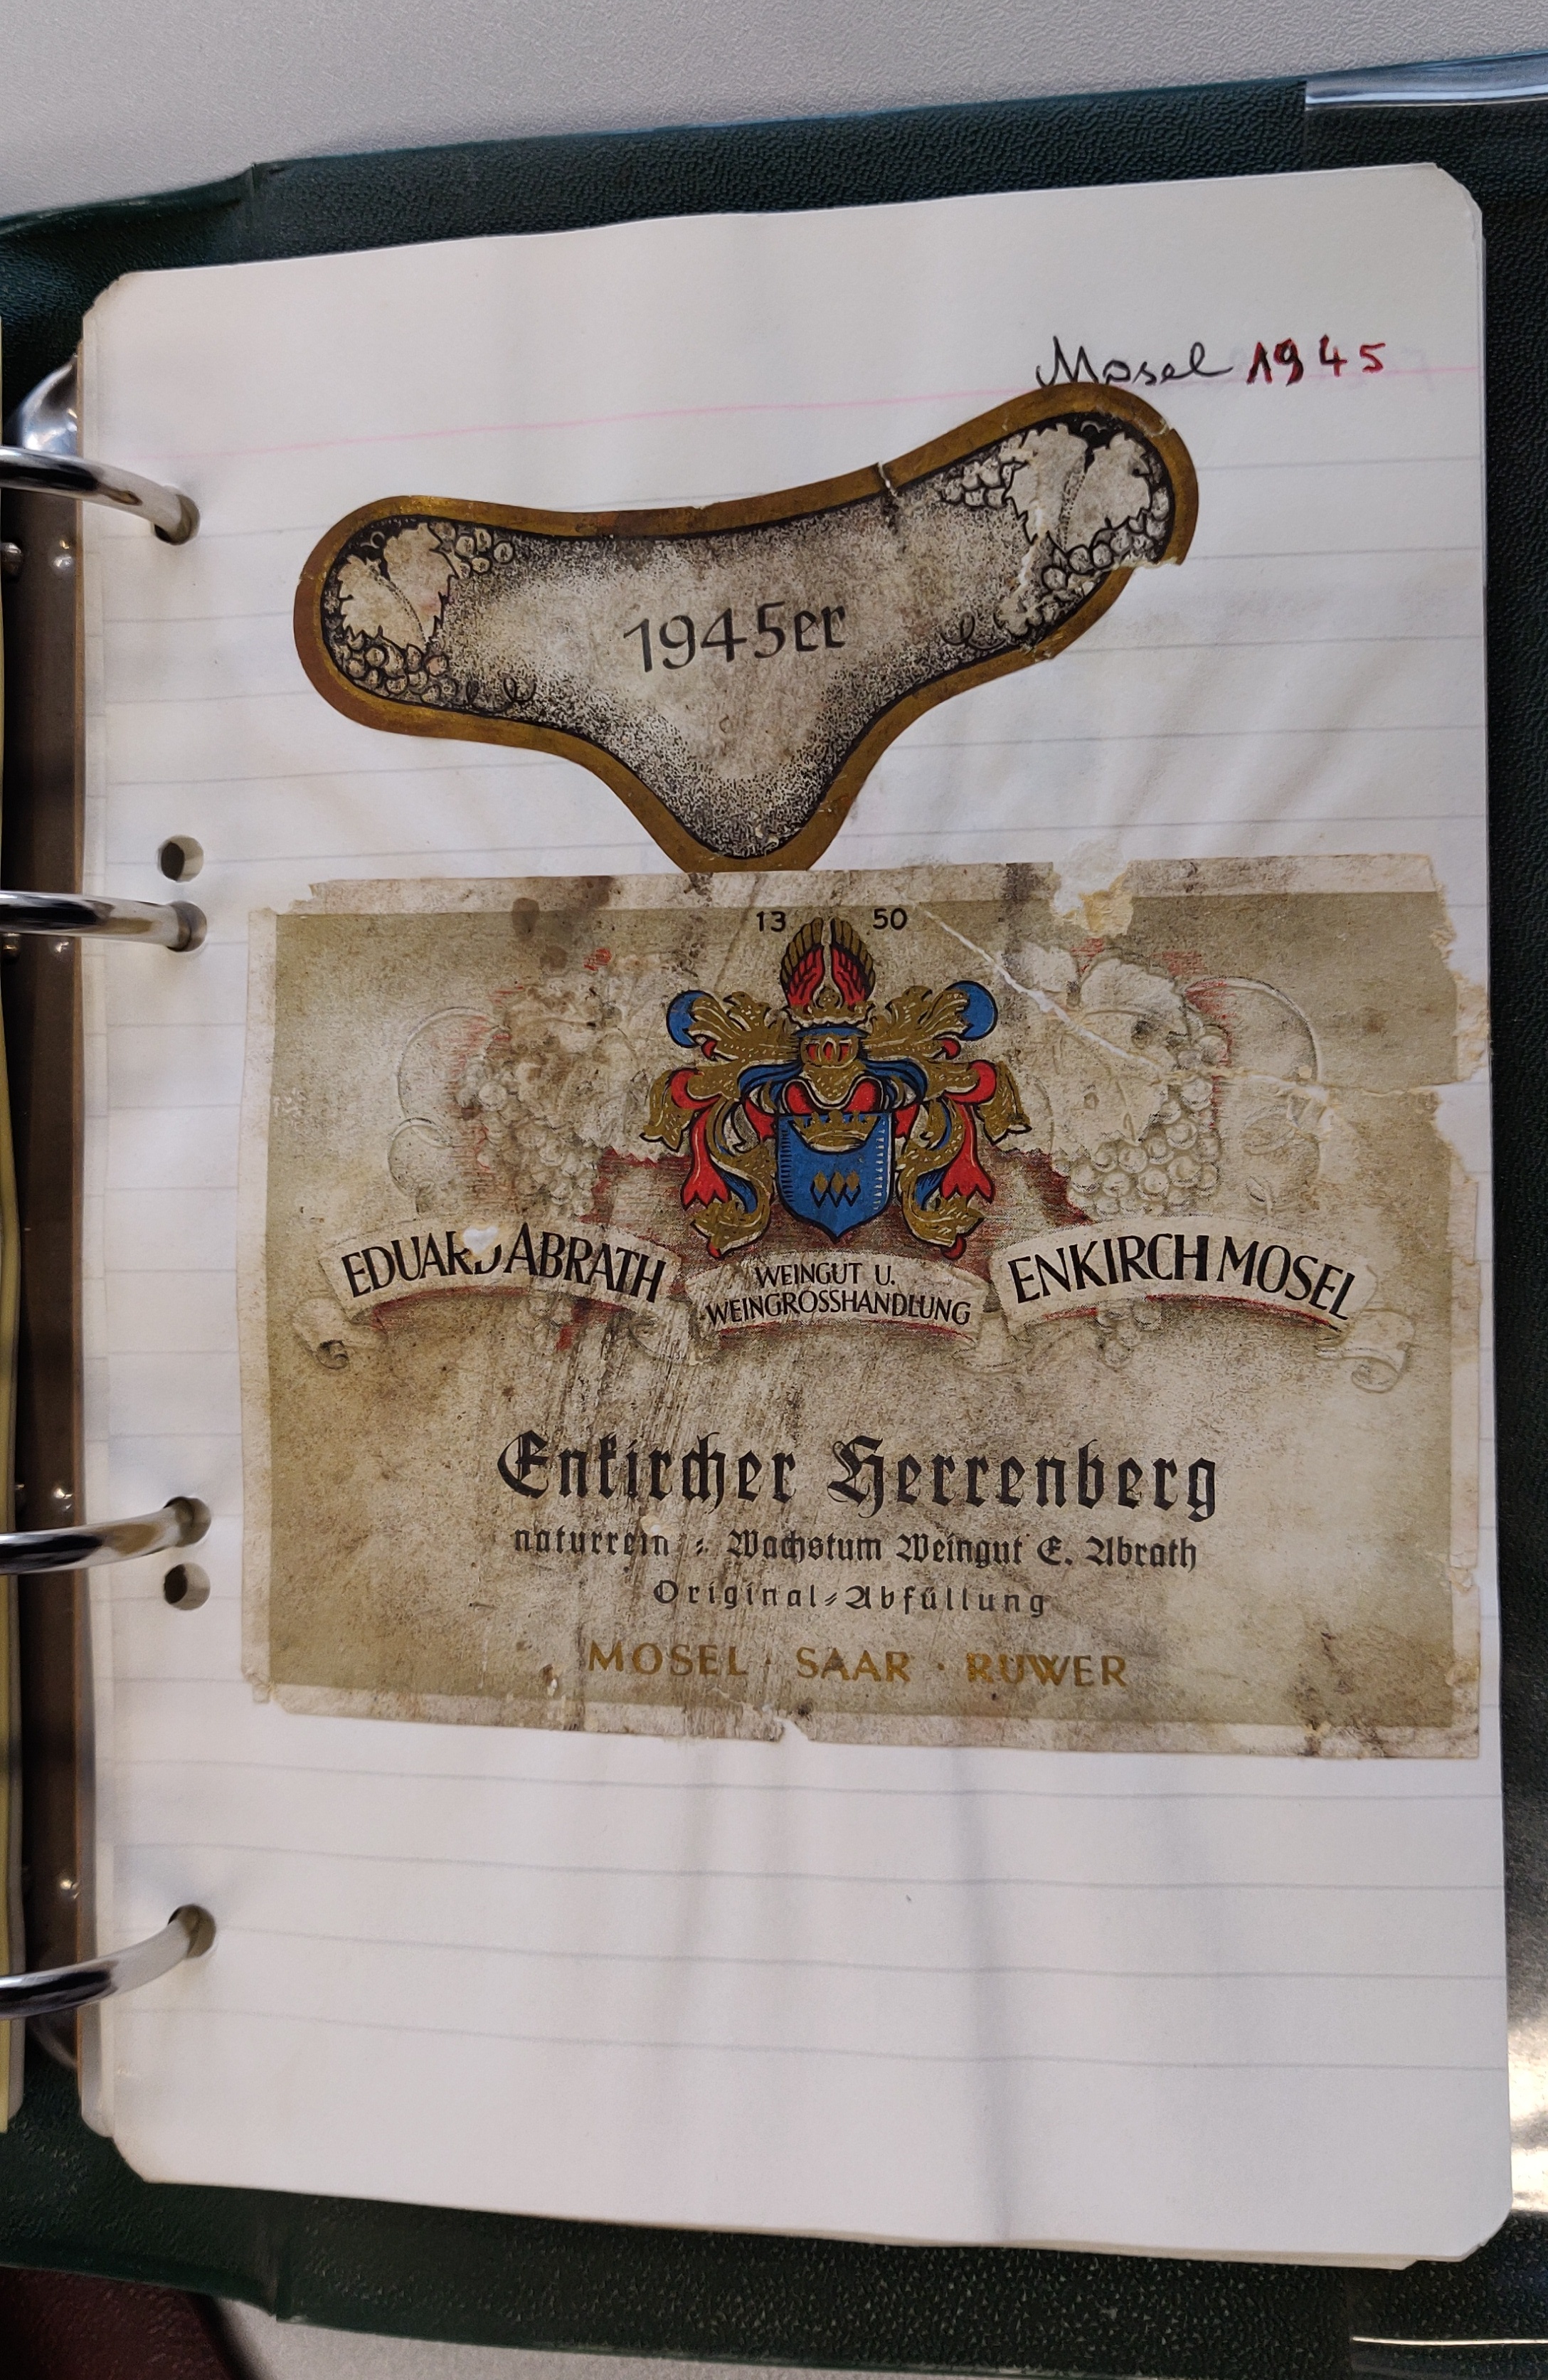 Mosel 1945
1945er
13 50
EDUARD ABRATH
WEINGUT U.
WEINGROSSHANDLUNG
ENKIRCH MOSEL
Enkircher Herrenberg
naturrein - Wachstum Weingut E. Abrath
Original-Abfüllung
MOSEL · SAAR · RUWER